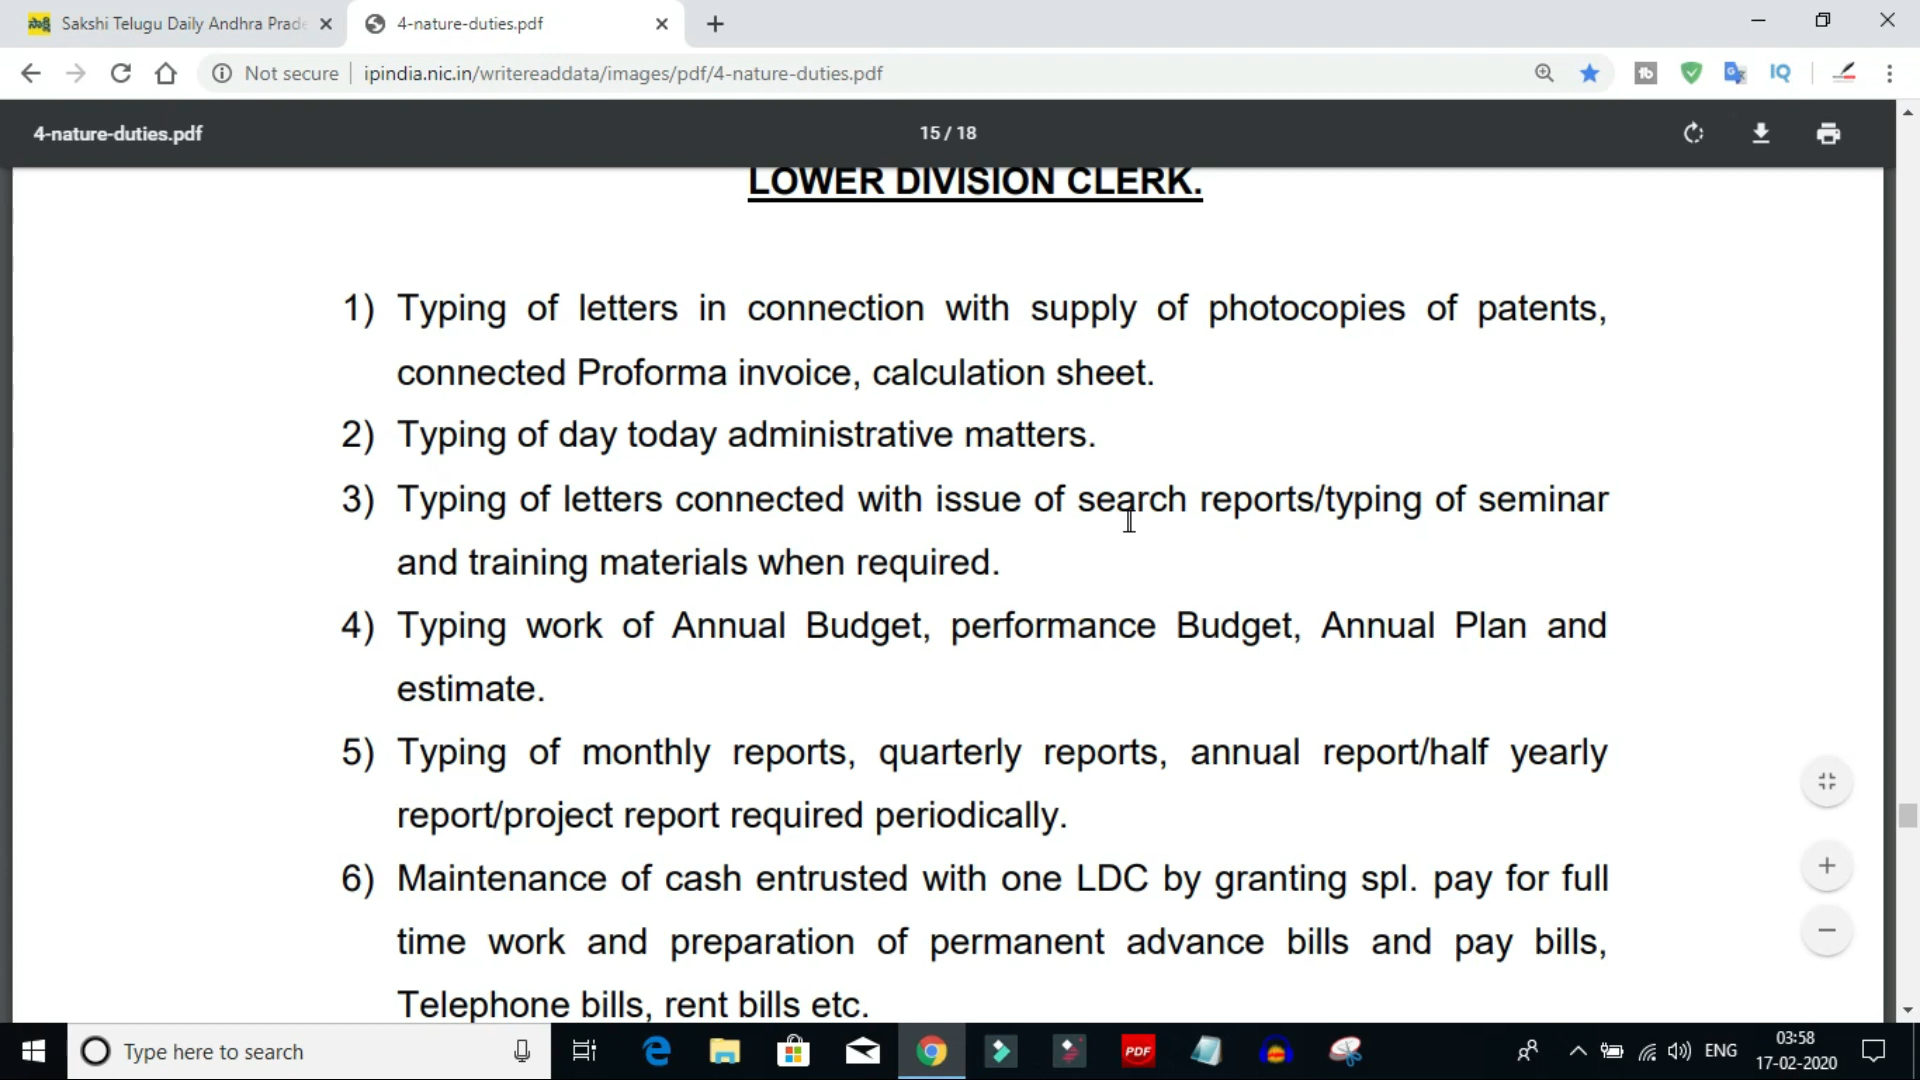 సాక్షి Sakshi Telugu Daily Andhra Prade
4-nature-duties.pdf
Not secure
ipindia.nic.in/writereaddata/images/pdf/4-nature-duties.pdf
tb
IQ
4-nature-duties.pdf
15 / 18
LOWER DIVISION CLERK.
1) Typing of letters in connection with supply of photocopies of patents,
connected Proforma invoice, calculation sheet.
2) Typing of day today administrative matters.
3) Typing of letters connected with issue of search reports/typing of seminar
and training materials when required.
4) Typing work of Annual Budget, performance Budget, Annual Plan and
estimate.
5) Typing of monthly reports, quarterly reports, annual report/half yearly
report/project report required periodically.
6) Maintenance of cash entrusted with one LDC by granting spl. pay for full
time work and preparation of permanent advance bills and pay bills,
Telephone bills, rent bills etc.
Type here to search
PDF
ENG
03:58
17-02-2020